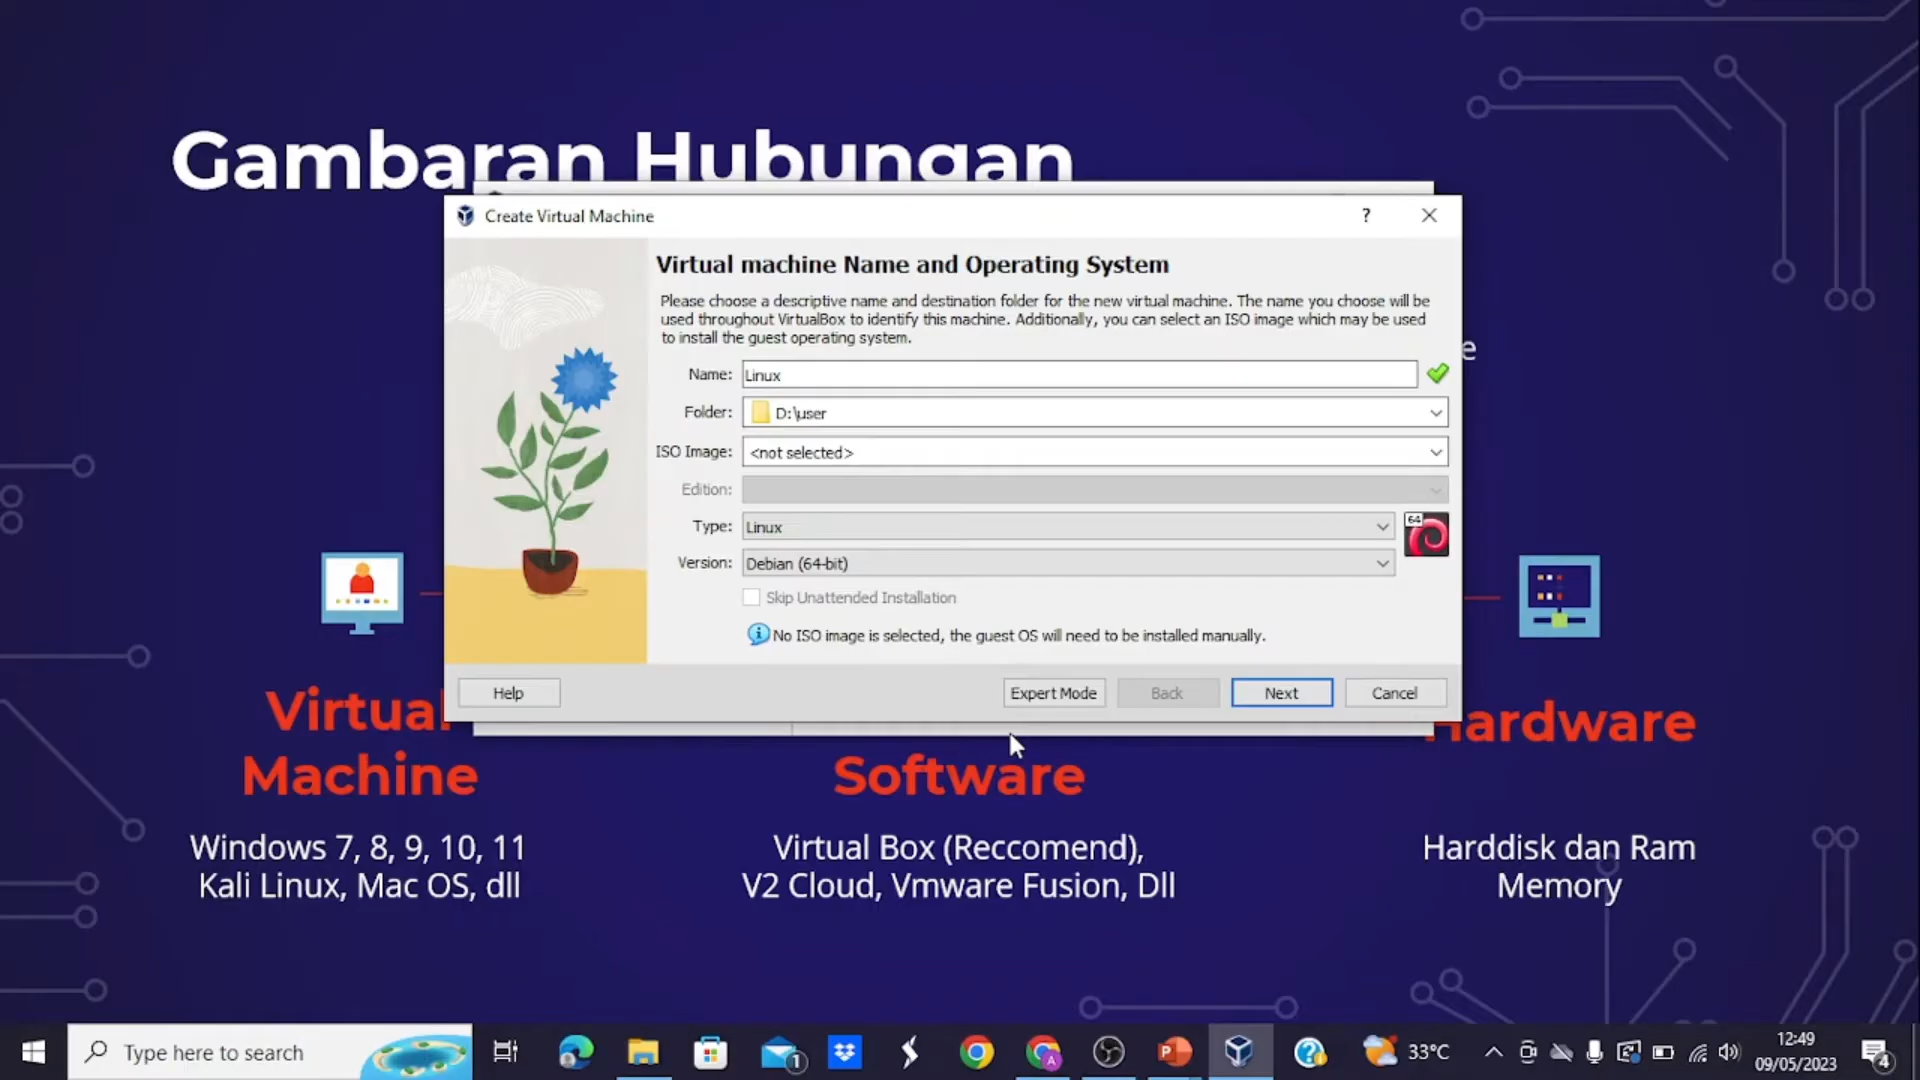 Gambaran Hubungan
Create Virtual Machine
?
Virtual machine Name and Operating System
Please choose a descriptive name and destination folder for the new virtual machine. The name you choose will be
used throughout VirtualBox to identify this machine. Additionally, you can select an ISO image which may be used
to install the guest operating system.
e
Name: Linux
Folder: D:\user
ISO Image: <not selected>
Edition:
Type: Linux
64
Version: Debian (64-bit)
Skip Unattended Installation
No ISO image is selected, the guest OS will need to be installed manually.
Help
Expert Mode
Back
Next
Cancel
Virtual
Machine
Windows 7, 8, 9, 10, 11
Kali Linux, Mac OS, dll
Software
Virtual Box (Reccomend),
V2 Cloud, Vmware Fusion, Dll
Hardware
Harddisk dan Ram
Memory
Type here to search
1
A
P
33°C
12:49
09/05/2023
4